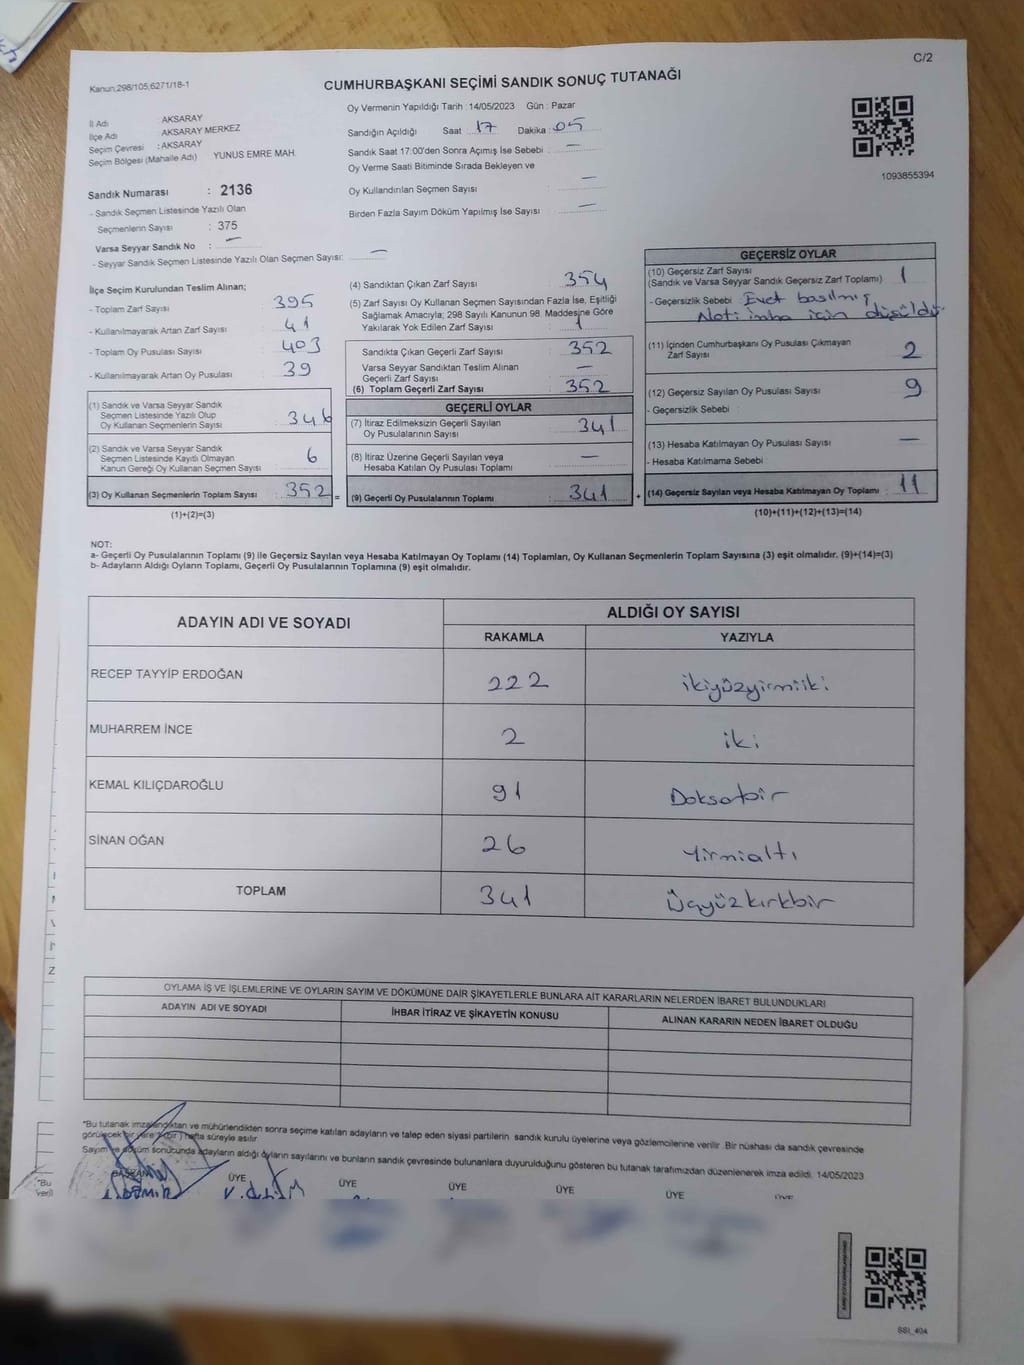 C/2
Kanun;298/105;6271/18-1
CUMHURBAŞKANI SEÇİMİ SANDIK SONUÇ TUTANAĞI
İl Adı : AKSARAY
İlçe Adı AKSARAY MERKEZ
Seçim Çevresi : AKSARAY
Seçim Bölgesi (Mahalle Adı) YUNUS EMRE MAH.
Sandık Numarası : 2136
- Sandık Seçmen Listesinde Yazılı Olan
Seçmenlerin Sayısı : 375
Varsa Seyyar Sandık No : —
- Seyyar Sandık Seçmen Listesinde Yazılı Olan Seçmen Sayısı: —
Oy Vermenin Yapıldığı Tarih : 14/05/2023 Gün : Pazar
Sandığın Açıldığı Saat 17 Dakika : 05
Sandık Saat 17:00'den Sonra Açımış İse Sebebi : —
Oy Verme Saati Bitiminde Sırada Bekleyen ve
Oy Kullandırılan Seçmen Sayısı : —
Birden Fazla Sayım Döküm Yapılmış İse Sayısı : —
1093855394
İlçe Seçim Kurulundan Teslim Alınan;
- Toplam Zarf Sayısı : 395
- Kullanılmayarak Artan Zarf Sayısı : 41
- Toplam Oy Pusulası Sayısı : 403
- Kullanılmayarak Artan Oy Pusulası : 39
(1) Sandık ve Varsa Seyyar Sandık
Seçmen Listesinde Yazılı Olup
Oy Kullanan Seçmenlerin Sayısı 346
(2) Sandık ve Varsa Seyyar Sandık
Seçmen Listesinde Kayıtlı Olmayan
Kanun Gereği Oy Kullanan Seçmen Sayısı 6
(3) Oy Kullanan Seçmenlerin Toplam Sayısı 352 =
(1)+(2)=(3)
(4) Sandıktan Çıkan Zarf Sayısı : 354
(5) Zarf Sayısı Oy Kullanan Seçmen Sayısından Fazla İse, Eşitliği
Sağlamak Amacıyla; 298 Sayılı Kanunun 98. Maddesine Göre
Yakılarak Yok Edilen Zarf Sayısı : 1
Sandıkta Çıkan Geçerli Zarf Sayısı : 352
Varsa Seyyar Sandıktan Teslim Alınan
Geçerli Zarf Sayısı : —
(6) Toplam Geçerli Zarf Sayısı : 352
GEÇERLİ OYLAR
(7) İtiraz Edilmeksizin Geçerli Sayılan
Oy Pusulalarının Sayısı : 341
(8) İtiraz Üzerine Geçerli Sayılan veya
Hesaba Katılan Oy Pusulası Toplamı : —
(9) Geçerli Oy Pusulalarının Toplamı : 341 +
GEÇERSİZ OYLAR
(10) Geçersiz Zarf Sayısı
(Sandık ve Varsa Seyyar Sandık Geçersiz Zarf Toplamı) : 1
- Geçersizlik Sebebi : Evet basılmış
Not: imha için düşüldü.
(11) İçinden Cumhurbaşkanı Oy Pusulası Çıkmayan
Zarf Sayısı : 2
(12) Geçersiz Sayılan Oy Pusulası Sayısı : 9
- Geçersizlik Sebebi :
(13) Hesaba Katılmayan Oy Pusulası Sayısı : —
- Hesaba Katılmama Sebebi :
(14) Geçersiz Sayılan veya Hesaba Katılmayan Oy Toplamı : 11
(10)+(11)+(12)+(13)=(14)
NOT:
a- Geçerli Oy Pusulalarının Toplamı (9) ile Geçersiz Sayılan veya Hesaba Katılmayan Oy Toplamı (14) Toplamları, Oy Kullanan Seçmenlerin Toplam Sayısına (3) eşit olmalıdır. (9)+(14)=(3)
b- Adayların Aldığı Oyların Toplamı, Geçerli Oy Pusulalarının Toplamına (9) eşit olmalıdır.
ADAYIN ADI VE SOYADI ALDIĞI OY SAYISI
RAKAMLA YAZIYLA
RECEP TAYYİP ERDOĞAN 222 ikiyüzyirmiiki
MUHARREM İNCE 2 iki
KEMAL KILIÇDAROĞLU 91 Doksanbir
SİNAN OĞAN 26 Yirmialtı
TOPLAM 341 Üçyüzkırkbir
OYLAMA İŞ VE İŞLEMLERİNE VE OYLARIN SAYIM VE DÖKÜMÜNE DAİR ŞİKAYETLERLE BUNLARA AİT KARARLARIN NELERDEN İBARET BULUNDUKLARI
ADAYIN ADI VE SOYADI İHBAR İTİRAZ VE ŞİKAYETİN KONUSU ALINAN KARARIN NEDEN İBARET OLDUĞU
*Bu tutanak imzalandıktan ve mühürlendikten sonra seçime katılan adayların ve talep eden siyasi partilerin sandık kurulu üyelerine veya gözlemcilerine verilir. Bir nüshası da sandık çevresinde
görülecek bir yere 1 (bir) hafta süreyle asılır
Sayım ve döküm sonucunda adayların aldığı oyların sayılarını ve bunların sandık çevresinde bulunanlara duyurulduğunu gösteren bu tutanak tarafımızdan düzenlenerek imza edildi. 14/05/2023
BAŞKAN ÜYE ÜYE ÜYE ÜYE ÜYE ÜYE
*Bu
SSI_404